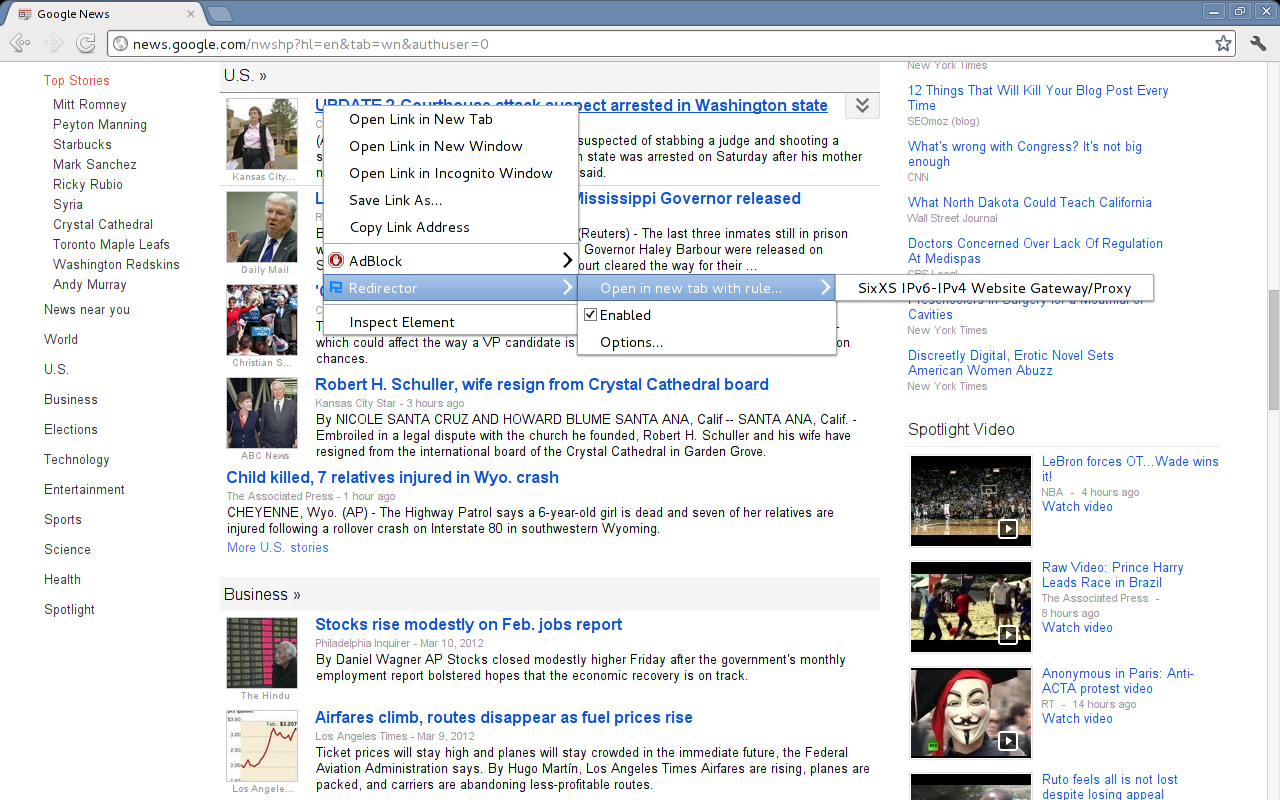 Google News
news.google.com/nwshp?hl=en&tab=wn&authuser=0
Top Stories
Mitt Romney
Peyton Manning
Starbucks
Mark Sanchez
Ricky Rubio
Syria
Crystal Cathedral
Toronto Maple Leafs
Washington Redskins
Andy Murray
News near you
World
U.S.
Business
Elections
Technology
Entertainment
Sports
Science
Health
Spotlight
U.S. »
UPDATE 2-Courthouse attack suspect arrested in Washington state
suspected of stabbing a judge and shooting a
state was arrested on Saturday after his mother
said.
Kansas City...
Mississippi Governor released
(Reuters) - The last three inmates still in prison
Governor Haley Barbour were released on
court cleared the way for their ...
Daily Mail
which could affect the way a VP candidate is
on
chances.
Christian S...
Open Link in New Tab
Open Link in New Window
Open Link in Incognito Window
Save Link As...
Copy Link Address
AdBlock
Redirector
Inspect Element
Open in new tab with rule...
Enabled
Options...
SixXS IPv6-IPv4 Website Gateway/Proxy
Robert H. Schuller, wife resign from Crystal Cathedral board
Kansas City Star - 3 hours ago
By NICOLE SANTA CRUZ AND HOWARD BLUME SANTA ANA, Calif -- SANTA ANA, Calif. -
Embroiled in a legal dispute with the church he founded, Robert H. Schuller and his wife have
resigned from the international board of the Crystal Cathedral in Garden Grove.
ABC News
Child killed, 7 relatives injured in Wyo. crash
The Associated Press - 1 hour ago
CHEYENNE, Wyo. (AP) - The Highway Patrol says a 6-year-old girl is dead and seven of her relatives are
injured following a rollover crash on Interstate 80 in southwestern Wyoming.
More U.S. stories
Business »
Stocks rise modestly on Feb. jobs report
Philadelphia Inquirer - Mar 10, 2012
By Daniel Wagner AP Stocks closed modestly higher Friday after the government's monthly
employment report bolstered hopes that the economic recovery is on track.
The Hindu
Airfares climb, routes disappear as fuel prices rise
Los Angeles Times - Mar 9, 2012
Ticket prices will stay high and planes will stay crowded in the immediate future, the Federal
Aviation Administration says. By Hugo Martín, Los Angeles Times Airfares are rising, planes are
packed, and carriers are abandoning less-profitable routes.
$3.50
Feb.: $3.207
3.00
2.50
2.00
1.50
Los Angele...
New York Times
12 Things That Will Kill Your Blog Post Every
Time
SEOmoz (blog)
What's wrong with Congress? It's not big
enough
CNN
What North Dakota Could Teach California
Wall Street Journal
Doctors Concerned Over Lack Of Regulation
At Medispas
CBS Local
Preschoolers in Surgery for a Mouthful of
Cavities
New York Times
Discreetly Digital, Erotic Novel Sets
American Women Abuzz
New York Times
Spotlight Video
LeBron forces OT...Wade wins
it!
NBA - 4 hours ago
Watch video
Raw Video: Prince Harry
Leads Race in Brazil
The Associated Press -
8 hours ago
Watch video
Anonymous in Paris: Anti-
ACTA protest video
RT - 14 hours ago
Watch video
RT
Ruto feels all is not lost
despite losing appeal